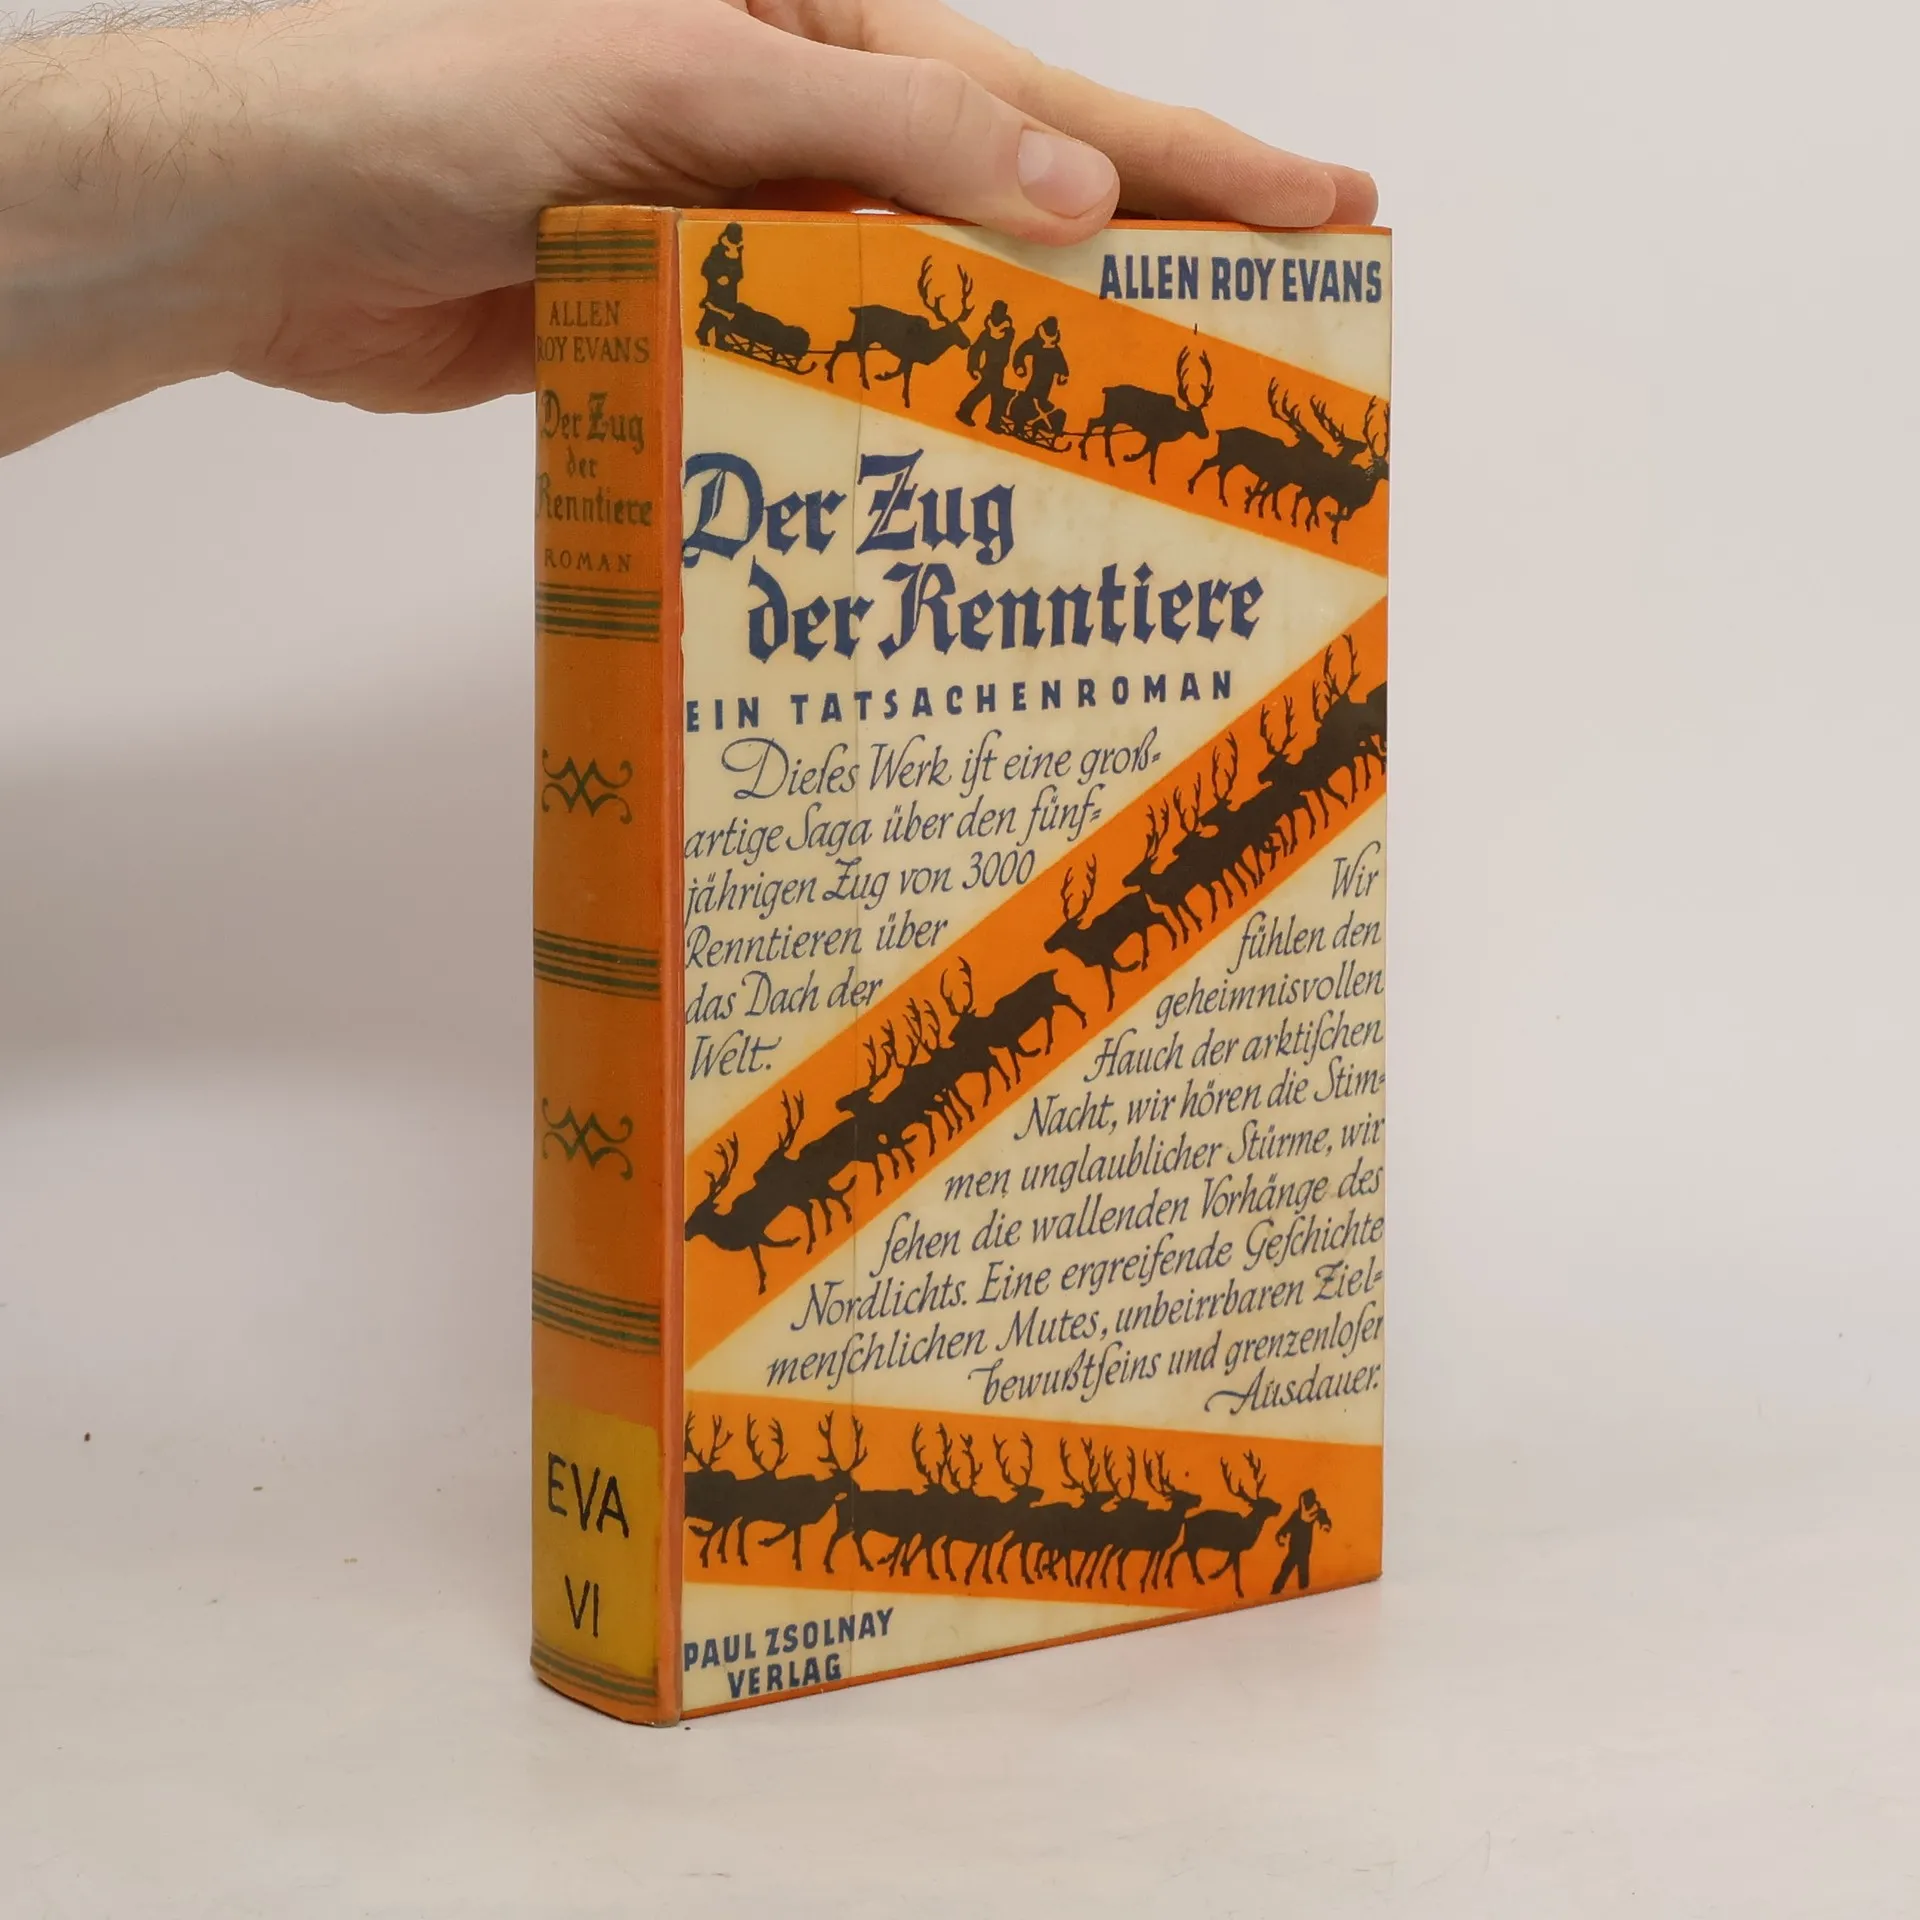 ALLEN
ROY EVANS
Der Zug
der
Renntiere
ROMAN
EVA
VI
ALLEN ROY EVANS
Der Zug
der Renntiere
EIN TATSACHENROMAN
Dieſes Werk iſt eine groß-
artige Saga über den fünf-
jährigen Zug von 3000
Renntieren über
das Dach der
Welt.
Wir
fühlen den
geheimnisvollen
Hauch der arktiſchen
Nacht, wir hören die Stim-
men unglaublicher Stürme, wir
ſehen die wallenden Vorhänge des
Nordlichts. Eine ergreifende Geſchichte
menſchlichen Mutes, unbeirrbaren Ziel-
bewußtſeins und grenzenloſer
Ausdauer.
PAUL ZSOLNAY
VERLAG